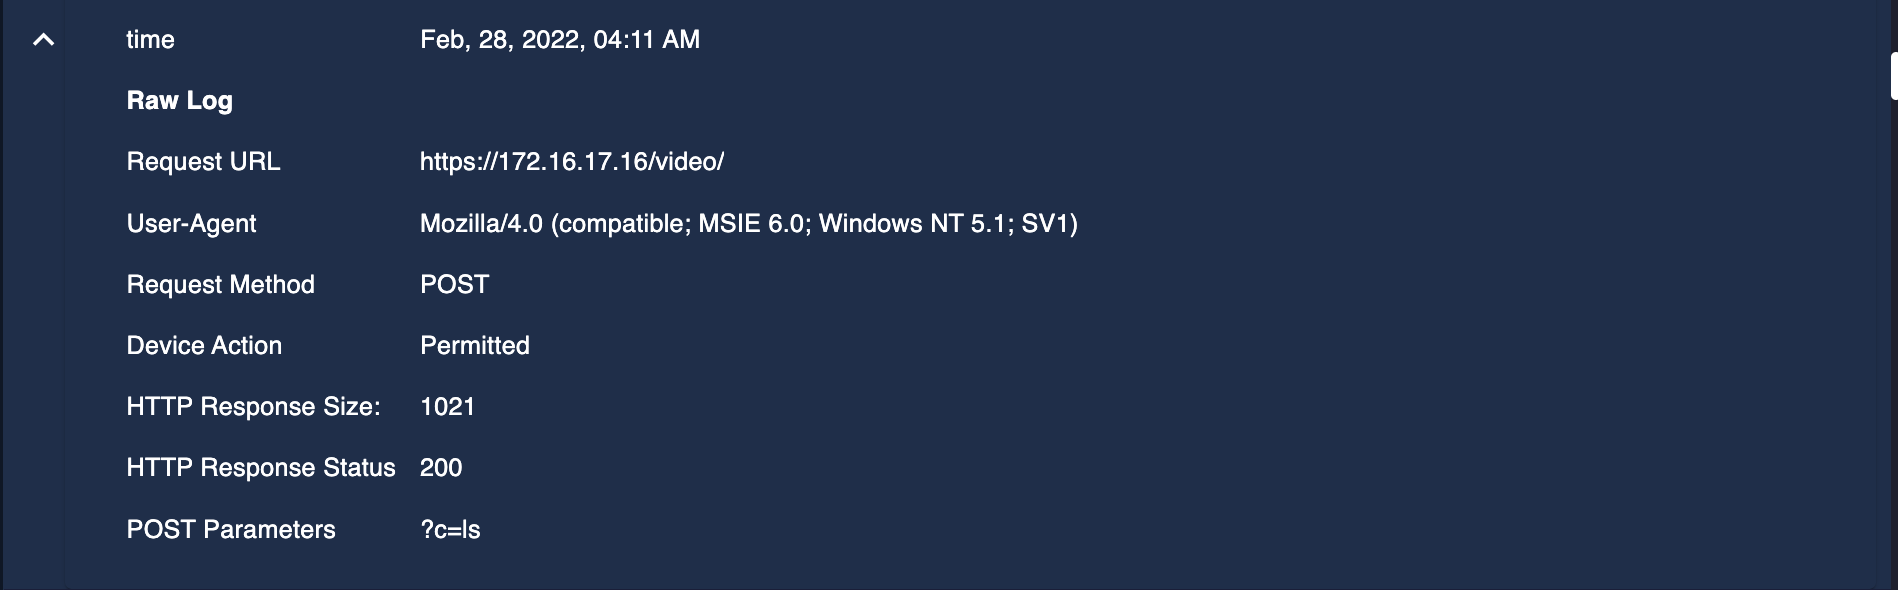 time Feb, 28, 2022, 04:11 AM
Raw Log
Request URL https://172.16.17.16/video/
User-Agent Mozilla/4.0 (compatible; MSIE 6.0; Windows NT 5.1; SV1)
Request Method POST
Device Action Permitted
HTTP Response Size: 1021
HTTP Response Status 200
POST Parameters ?c=ls